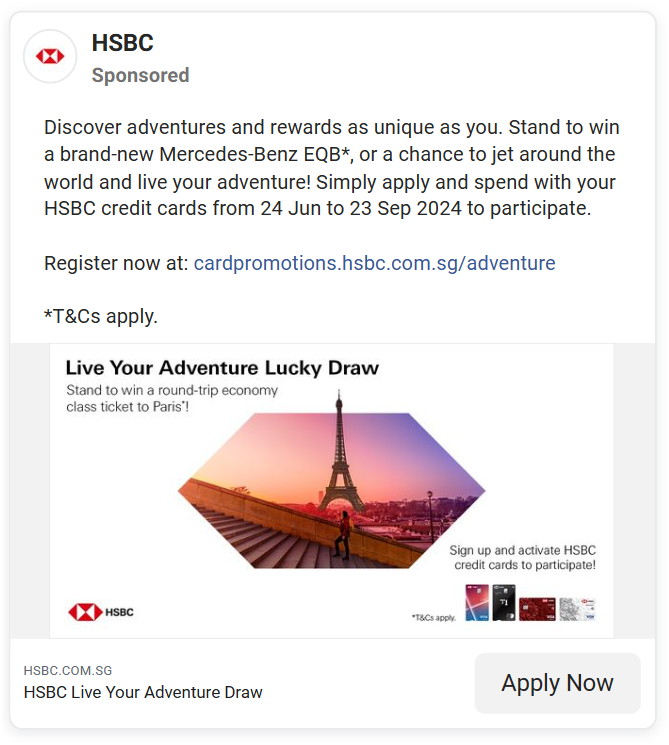 HSBC
Sponsored
Discover adventures and rewards as unique as you. Stand to win
a brand-new Mercedes-Benz EQB*, or a chance to jet around the
world and live your adventure! Simply apply and spend with your
HSBC credit cards from 24 Jun to 23 Sep 2024 to participate.
Register now at: cardpromotions.hsbc.com.sg/adventure
*T&Cs apply.
Live Your Adventure Lucky Draw
Stand to win a round-trip economy
class ticket to Paris*!
Sign up and activate HSBC
credit cards to participate!
HSBC
*T&Cs apply.
HSBC.COM.SG
HSBC Live Your Adventure Draw
Apply Now